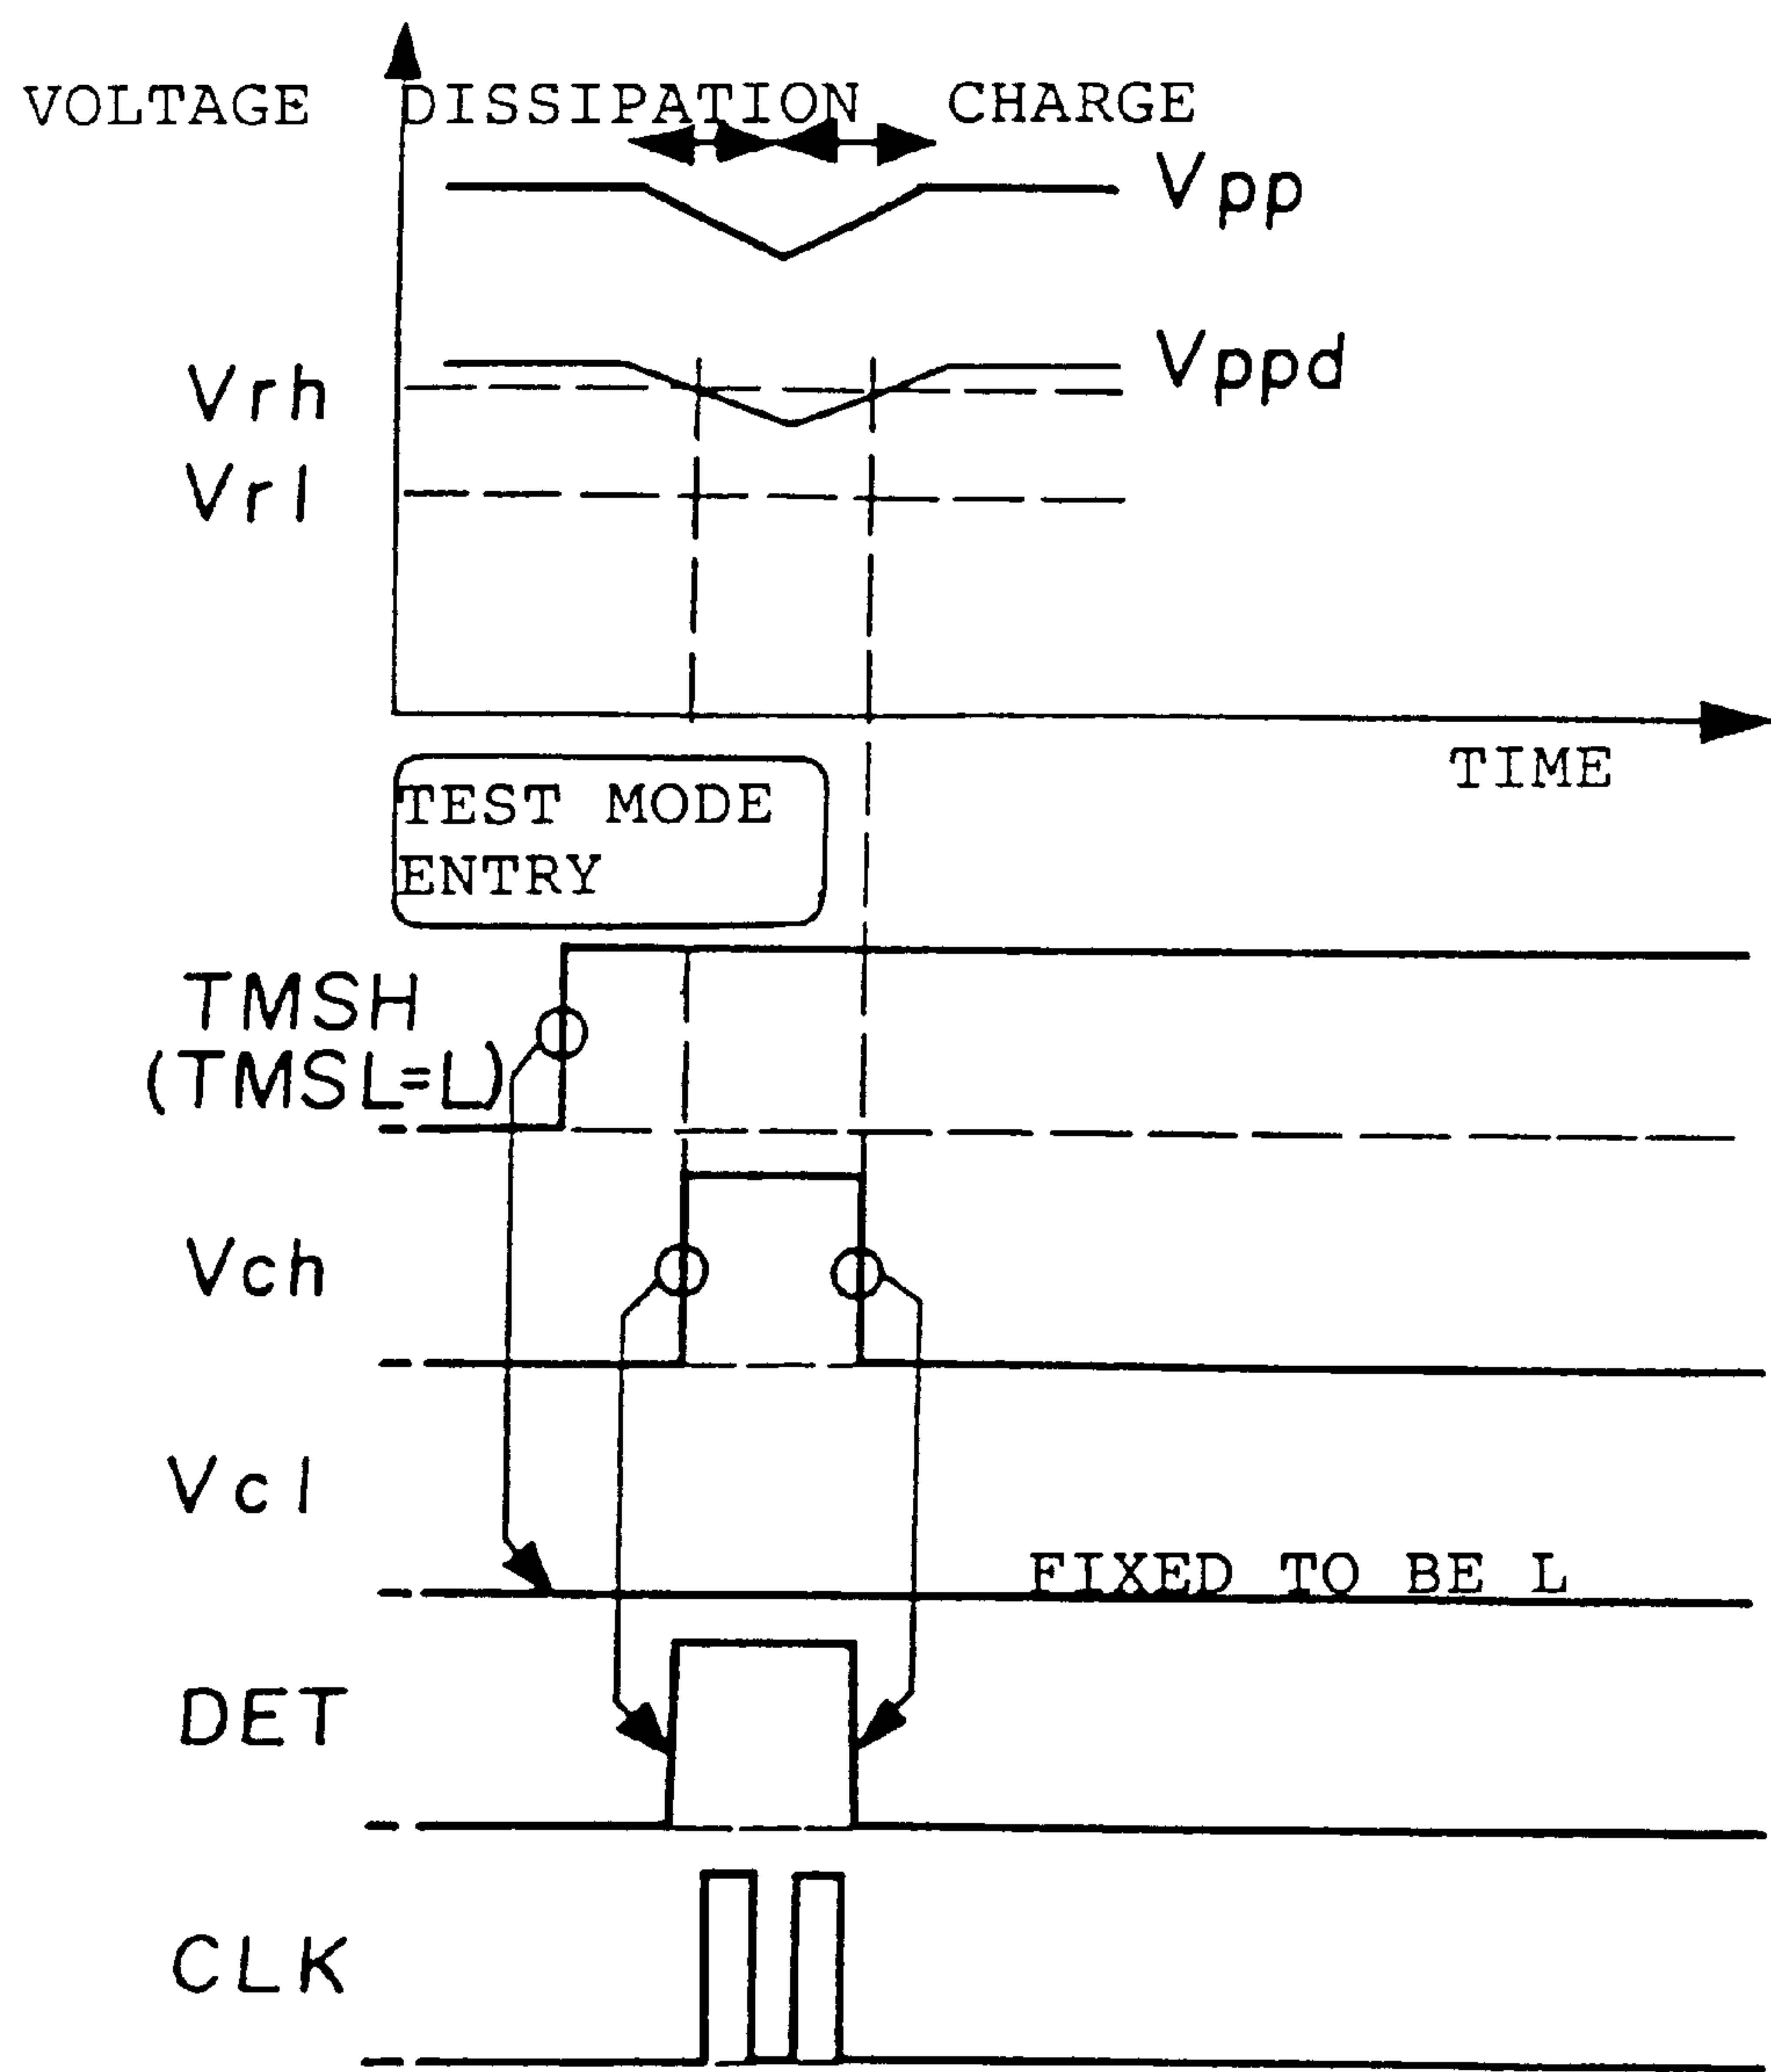 VOLTAGE DISSIPATION CHARGE
Vpp
Vppd
Vrh
Vrl
TIME
TEST MODE
ENTRY
TMSH
(TMSL=L)
Vch
Vcl
FIXED TO BE L
DET
CLK